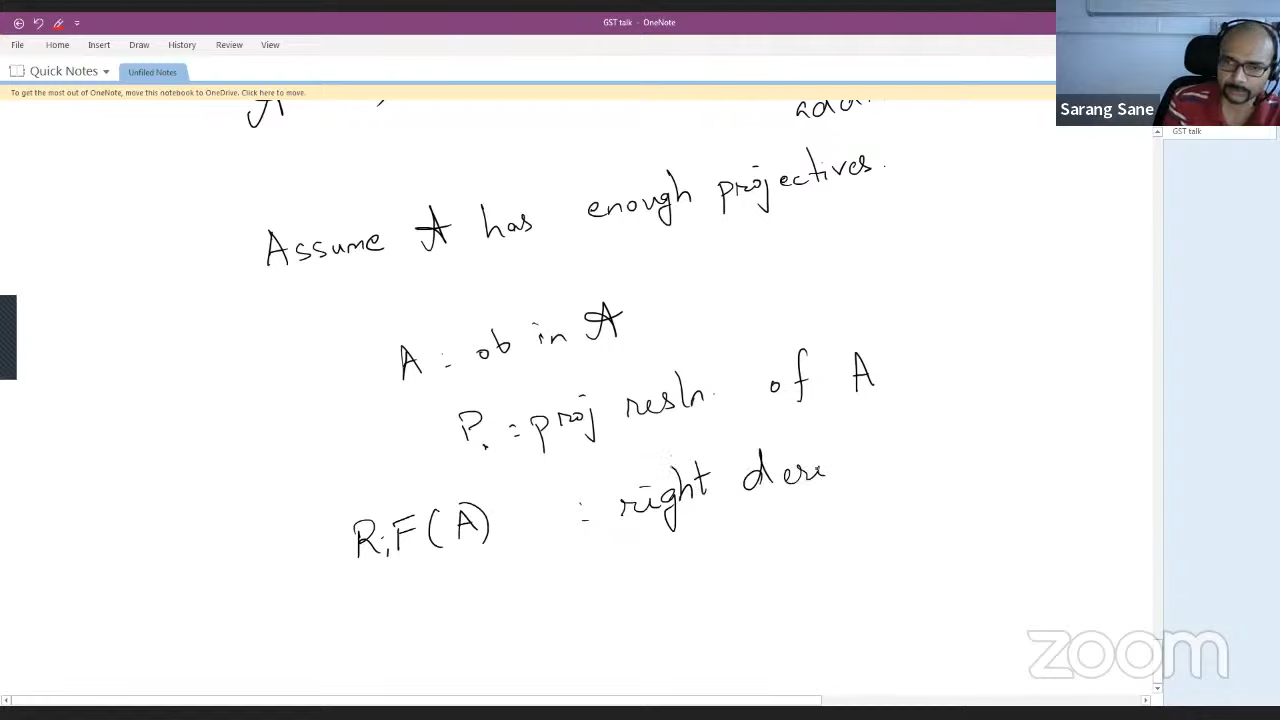 GST talk - OneNote
File Home Insert Draw History Review View
Quick Notes Unfiled Notes
To get the most out of OneNote, move this notebook to OneDrive. Click here to move.
Sarang Sane
GST talk
Assume A has enough projectives.
A : ob in A
P. : proj resln. of A
RiF(A) : right dere
zoom